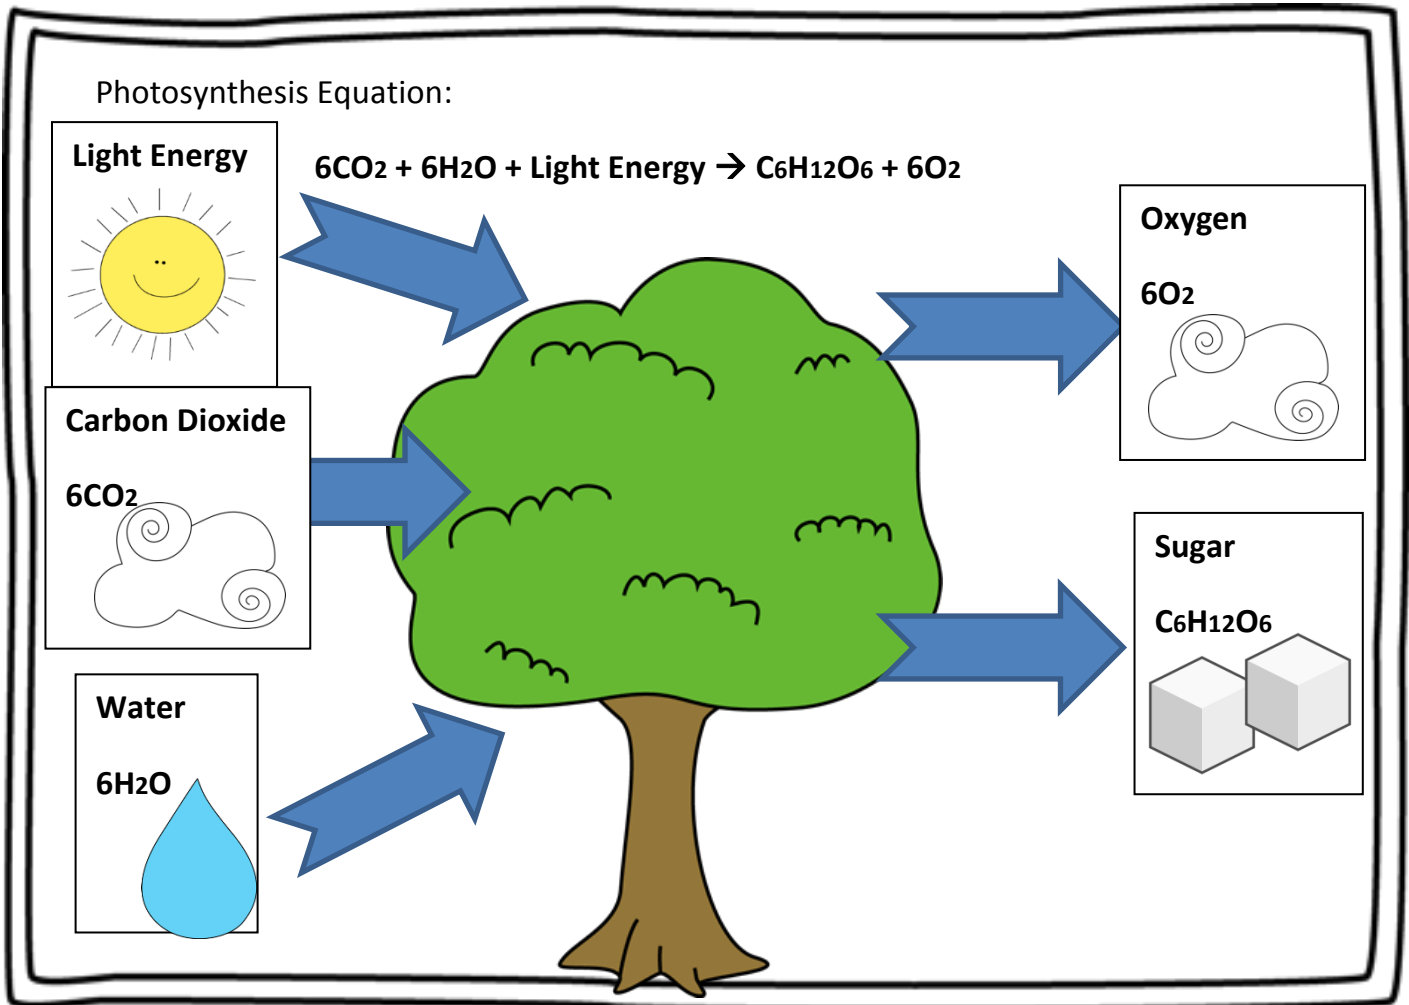 Photosynthesis Equation:
6CO2 + 6H2O + Light Energy → C6H12O6 + 6O2
Light Energy
Carbon Dioxide
6CO2
Water
6H2O
Oxygen
6O2
Sugar
C6H12O6